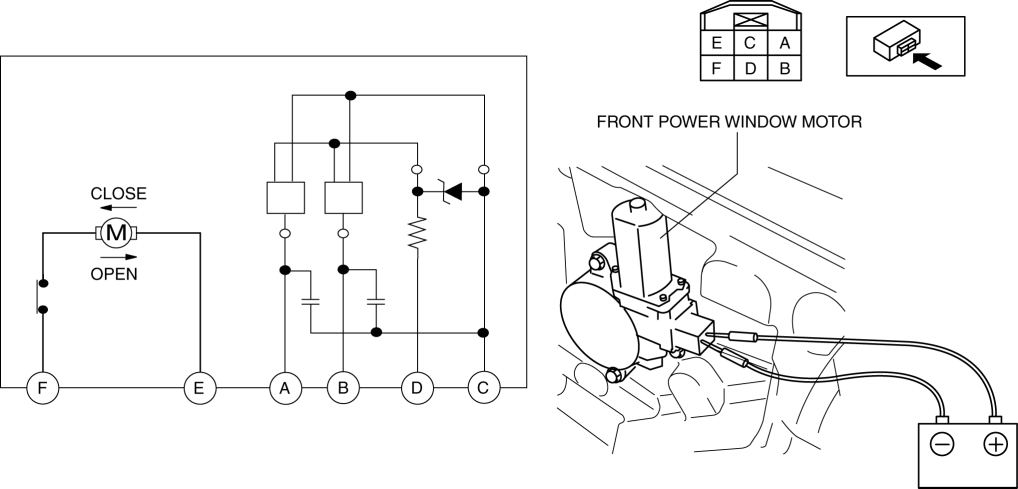 E C A
F D B
FRONT POWER WINDOW MOTOR
CLOSE
M
OPEN
F E A B D C
− +